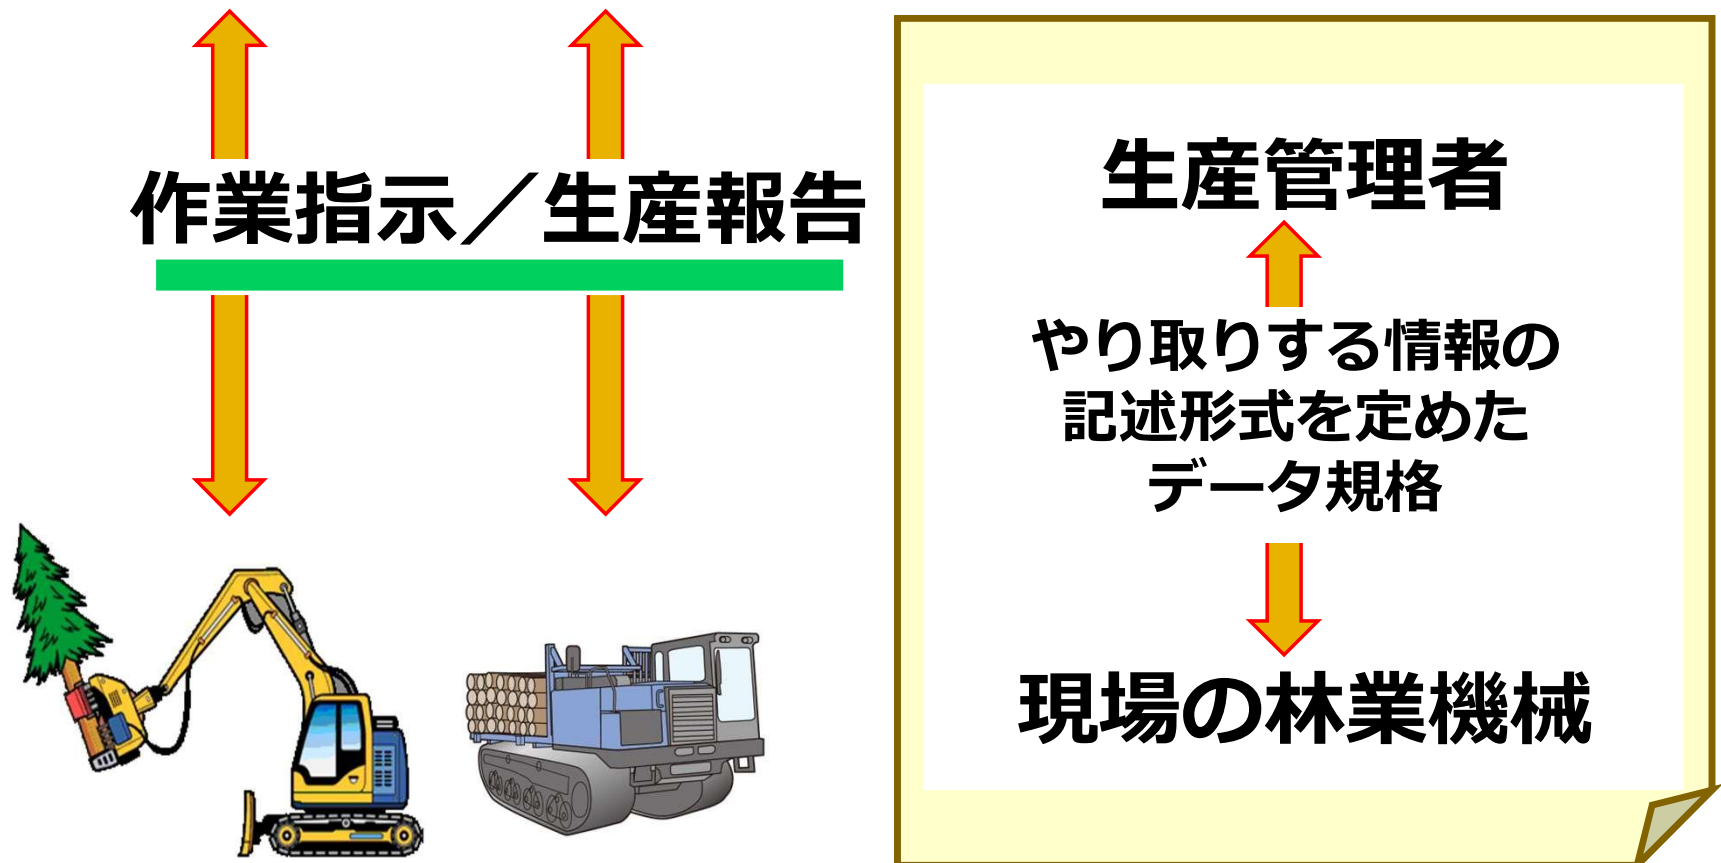 作業指示／生産報告
生産管理者
やり取りする情報の
記述形式を定めた
データ規格
現場の林業機械